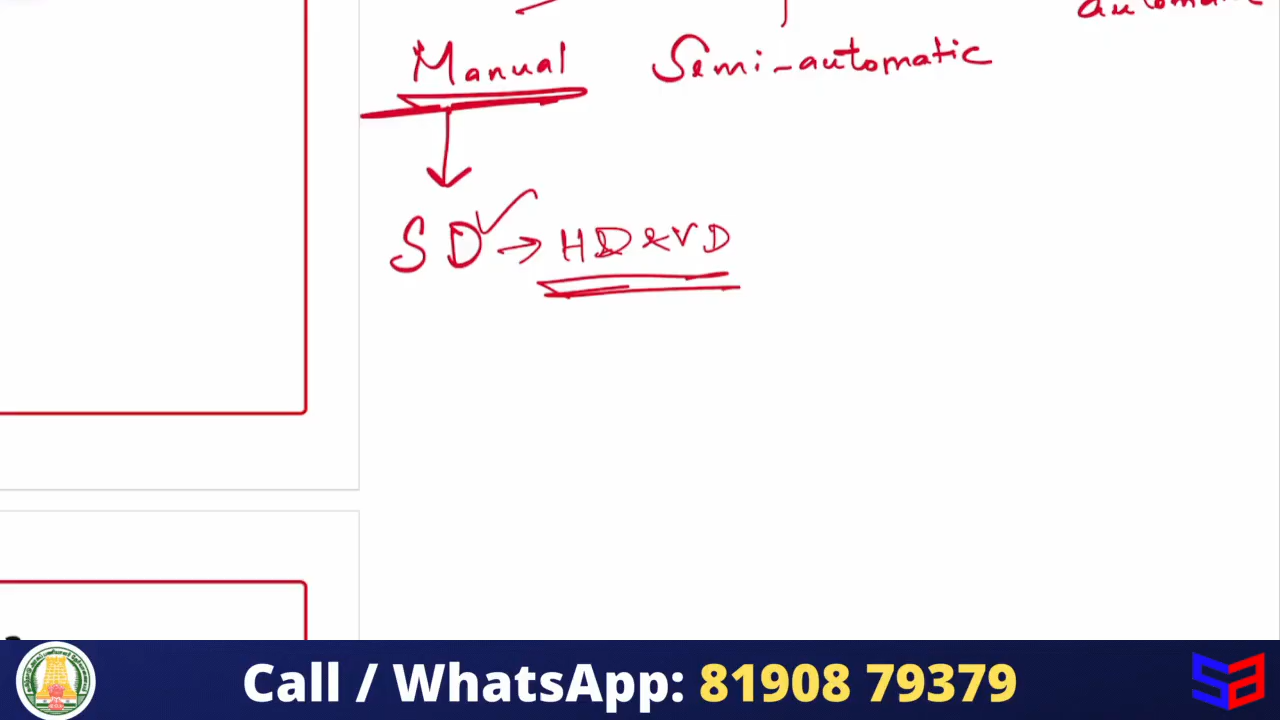 Manual Semi-automatic
SD → HD & VD
Call / WhatsApp: 81908 79379